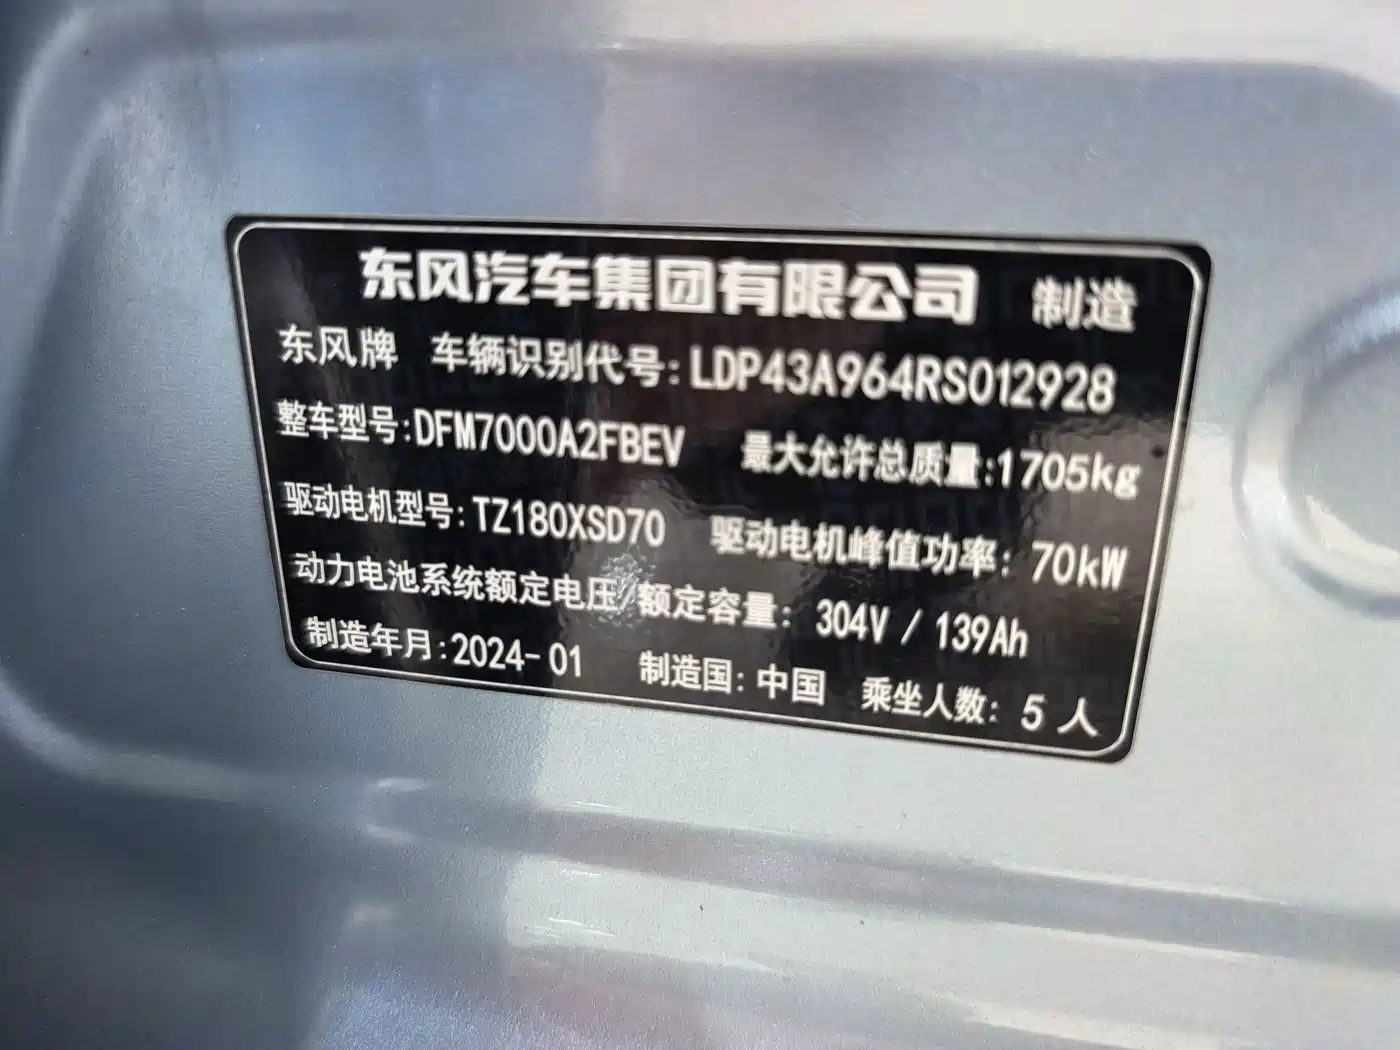 东风汽车集团有限公司 制造
东风牌 车辆识别代号:LDP43A964RS012928
整车型号:DFM7000A2FBEV 最大允许总质量:1705kg
驱动电机型号:TZ180XSD70 驱动电机峰值功率: 70kW
动力电池系统额定电压/额定容量: 304V / 139Ah
制造年月:2024-01 制造国: 中国 乘坐人数: 5 人